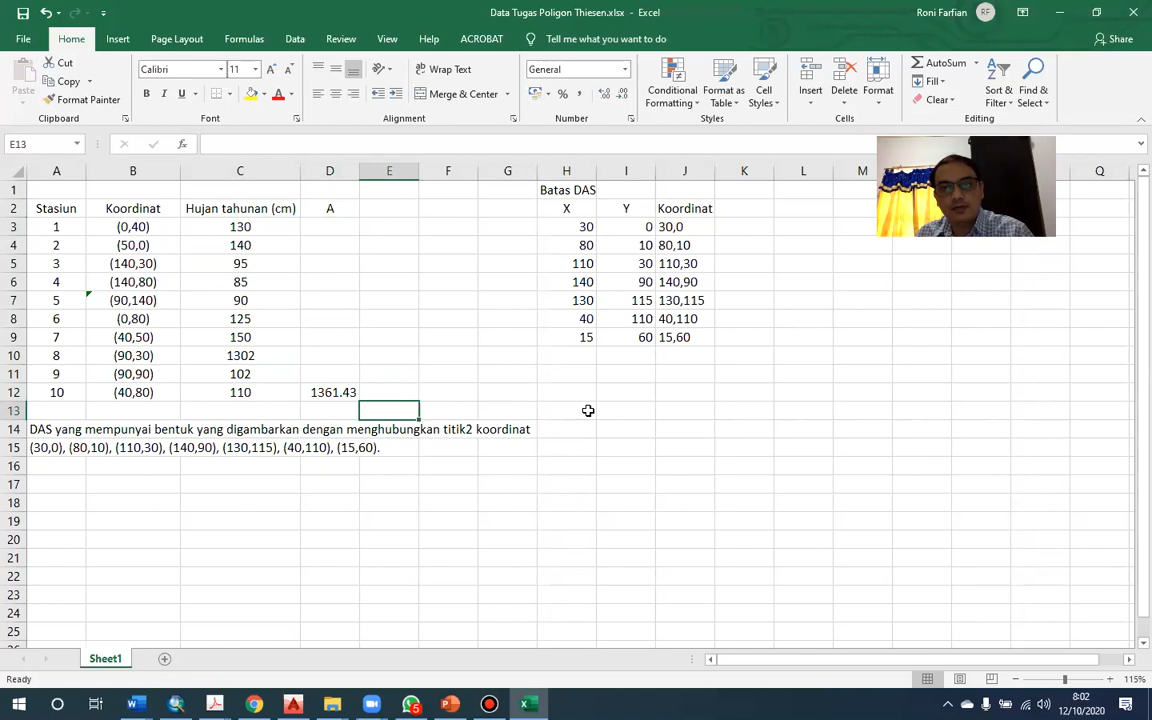 Data Tugas Poligon Thiesen.xlsx - Excel
Roni Farfian
RF
File Home Insert Page Layout Formulas Data Review View Help ACROBAT Tell me what you want to do Share
Paste
Cut
Copy
Format Painter
Clipboard
Calibri 11
B I U
Font
Wrap Text
Merge & Center
Alignment
General
Number
Conditional Formatting
Format as Table
Cell Styles
Styles
Insert Delete Format
Cells
AutoSum
Fill
Clear
Sort & Filter
Find & Select
Editing
E13 fx
A B C D E F G H I J K L M Q
1 Batas DAS
2 Stasiun Koordinat Hujan tahunan (cm) A X Y Koordinat
3 1 (0,40) 130 30 0 30,0
4 2 (50,0) 140 80 10 80,10
5 3 (140,30) 95 110 30 110,30
6 4 (140,80) 85 140 90 140,90
7 5 (90,140) 90 130 115 130,115
8 6 (0,80) 125 40 110 40,110
9 7 (40,50) 150 15 60 15,60
10 8 (90,30) 1302
11 9 (90,90) 102
12 10 (40,80) 110 1361.43
13
14 DAS yang mempunyai bentuk yang digambarkan dengan menghubungkan titik2 koordinat
15 (30,0), (80,10), (110,30), (140,90), (130,115), (40,110), (15,60).
16
17
18
19
20
21
22
23
24
25
Sheet1
Ready
115%
5
8:02
12/10/2020